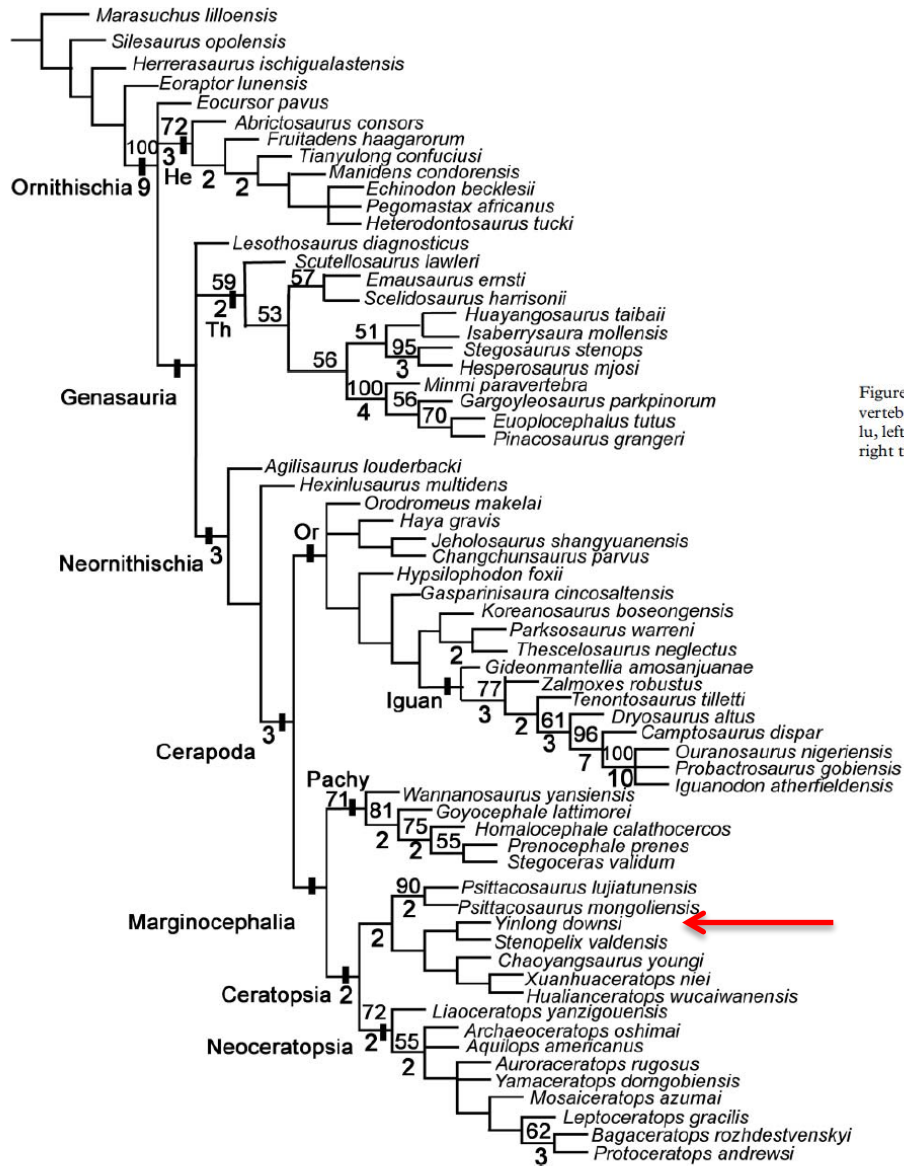 Marasuchus lilloensis
Silesaurus opolensis
Herrerasaurus ischigualastensis
Eoraptor lunensis
Eocursor pavus
72
Abrictosaurus consors
100
Fruitadens haagarorum
3
Tianyulong confuciusi
He
2
2
Manidens condorensis
Ornithischia 9
Echinodon becklesii
Pegomastax africanus
Heterodontosaurus tucki
Lesothosaurus diagnosticus
Scutellosaurus lawleri
59
57
Emausaurus ernsti
2
Scelidosaurus harrisonii
Th
53
Huayangosaurus taibaii
51
Isaberrysaura mollensis
95
Stegosaurus stenops
56
3
Hesperosaurus mjosi
100
Minmi paravertebra
Genasauria
4
56
Gargoyleosaurus parkpinorum
70
Euoplocephalus tutus
Pinacosaurus grangeri
Figure
verteb
lu, left
right t
Agilisaurus louderbacki
Hexinlusaurus multidens
Orodromeus makelai
Or
Haya gravis
Neornithischia
3
Jeholosaurus shangyuanensis
Changchunsaurus parvus
Hypsilophodon foxii
Gasparinisaura cincosaltensis
Koreanosaurus boseongensis
Parksosaurus warreni
2
Thescelosaurus neglectus
Gideonmantellia amosanjuanae
Iguan
77
Zalmoxes robustus
3
Tenontosaurus tilletti
2
61
Dryosaurus altus
3
96
Camptosaurus dispar
Cerapoda
3
7
100
Ouranosaurus nigeriensis
Probactrosaurus gobiensis
10
Iguanodon atherfieldensis
Pachy
71
Wannanosaurus yansiensis
81
Goyocephale lattimorei
2
75
Homalocephale calathocercos
2
55
Prenocephale prenes
Stegoceras validum
90
Psittacosaurus lujiatunensis
Marginocephalia
2
Psittacosaurus mongoliensis
2
Yinlong downsi
Stenopelix valdensis
Chaoyangsaurus youngi
Xuanhuaceratops niei
Ceratopsia 2
Hualianceratops wucaiwanensis
72
Liaoceratops yanzigouensis
Neoceratopsia
2
55
Archaeoceratops oshimai
2
Aquilops americanus
Auroraceratops rugosus
Yamaceratops dorngobiensis
Mosaiceratops azumai
Leptoceratops gracilis
62
Bagaceratops rozhdestvenskyi
3
Protoceratops andrewsi